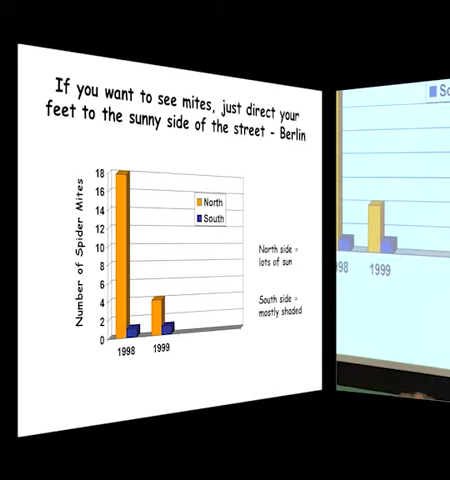 If you want to see mites, just direct your
feet to the sunny side of the street - Berlin
Number of Spider Mites
18
16
14
12
10
8
6
4
2
0
North
South
1998
1999
North side =
lots of sun
South side =
mostly shaded
So
98
1999